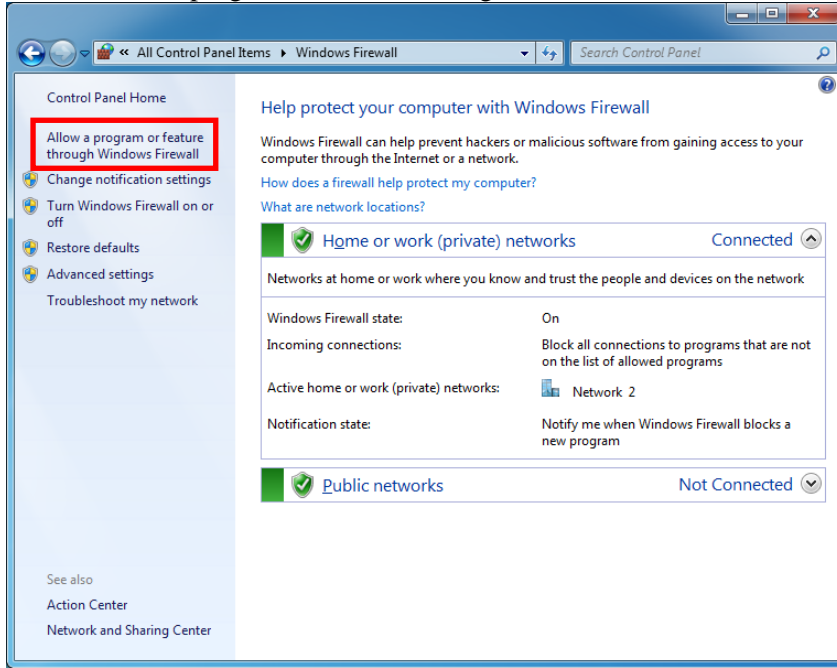 « All Control Panel Items ▸ Windows Firewall
Search Control Panel
Control Panel Home
Allow a program or feature
through Windows Firewall
Change notification settings
Turn Windows Firewall on or
off
Restore defaults
Advanced settings
Troubleshoot my network
See also
Action Center
Network and Sharing Center
Help protect your computer with Windows Firewall
Windows Firewall can help prevent hackers or malicious software from gaining access to your
computer through the Internet or a network.
How does a firewall help protect my computer?
What are network locations?
Home or work (private) networks Connected
Networks at home or work where you know and trust the people and devices on the network
Windows Firewall state: On
Incoming connections: Block all connections to programs that are not
on the list of allowed programs
Active home or work (private) networks: Network 2
Notification state: Notify me when Windows Firewall blocks a
new program
Public networks Not Connected